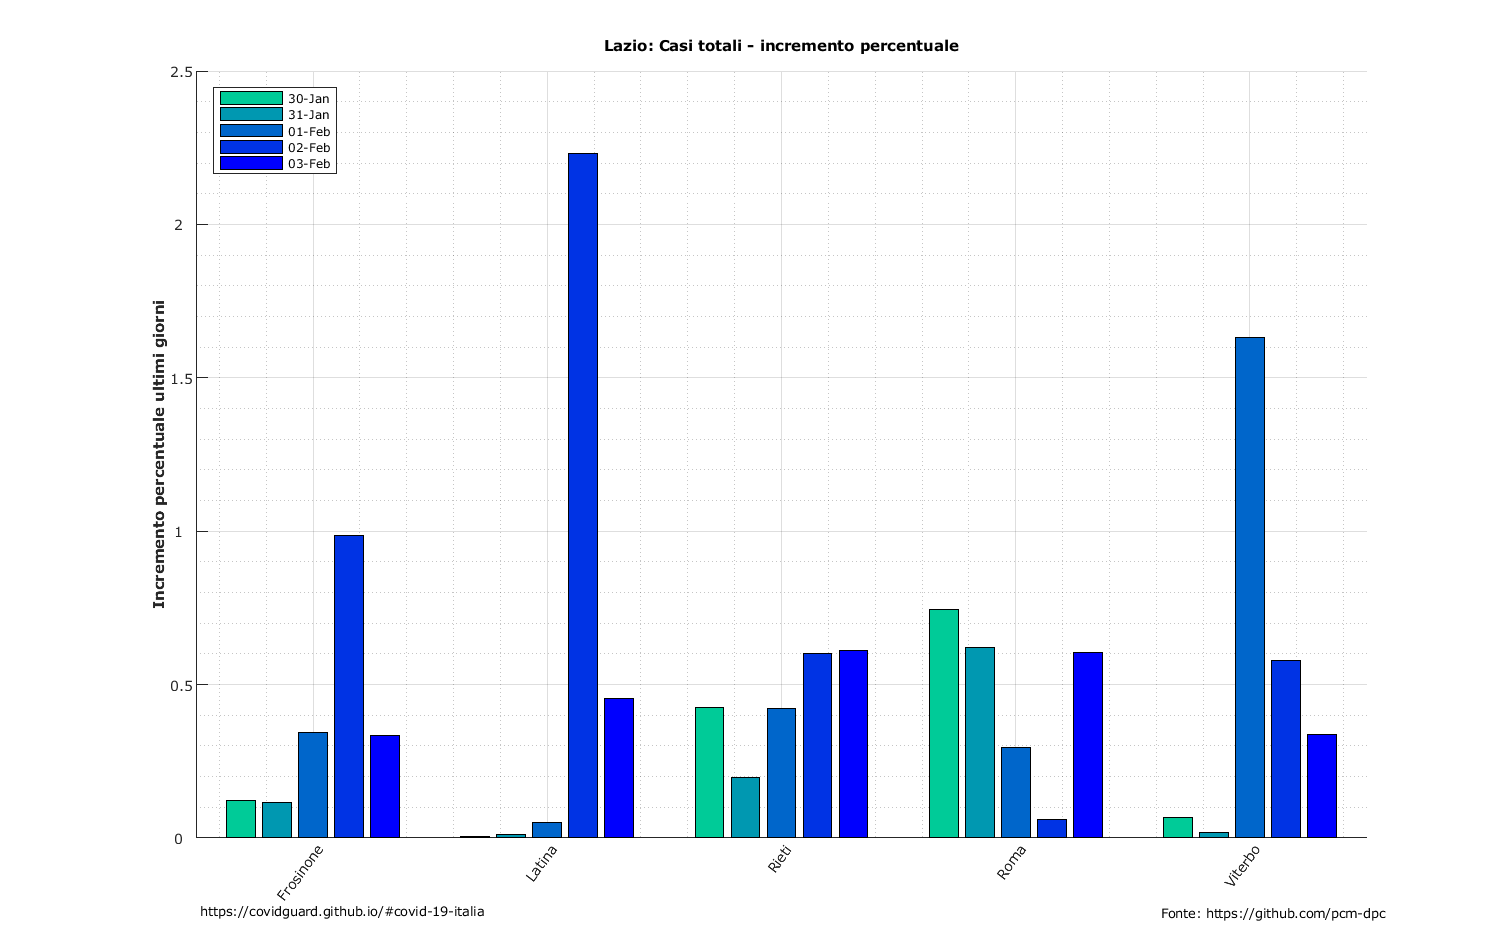 Lazio: Casi totali - incremento percentuale
2.5
2
1.5
1
0.5
0
Incremento percentuale ultimi giorni
30-Jan
31-Jan
01-Feb
02-Feb
03-Feb
Frosinone
Latina
Rieti
Roma
Viterbo
https://covidguard.github.io/#covid-19-italia
Fonte: https://github.com/pcm-dpc